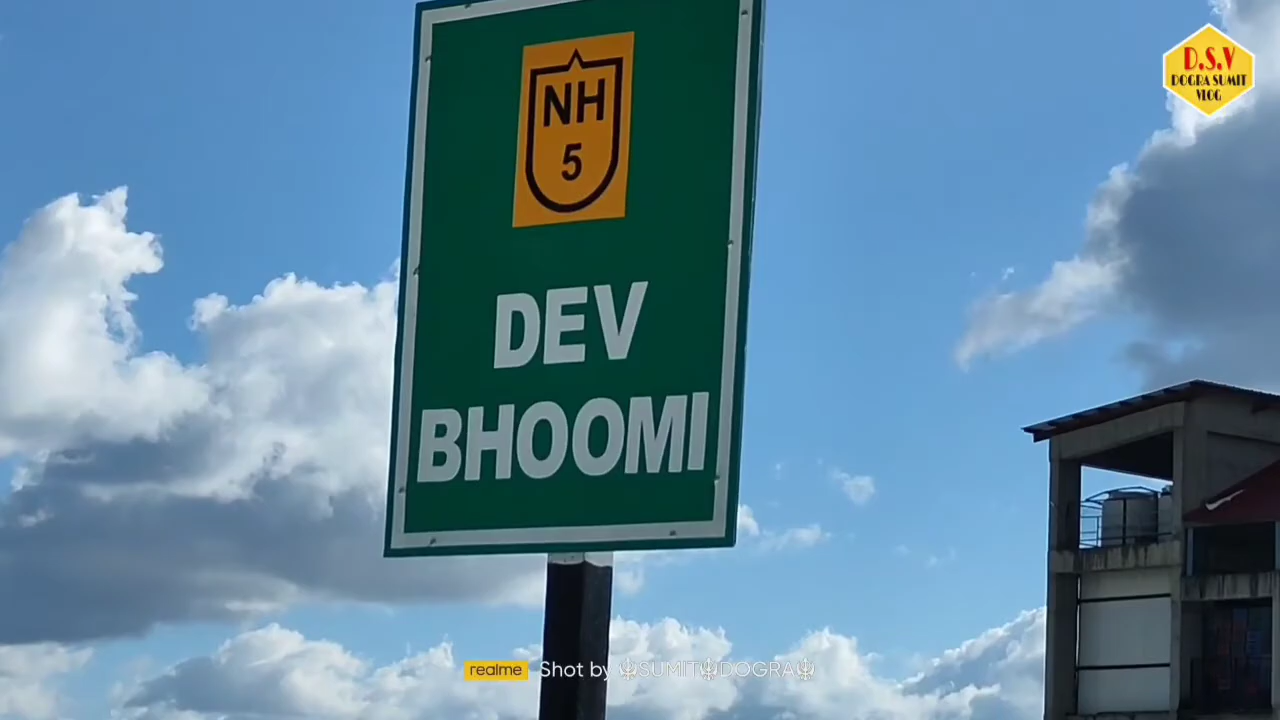 D.S.V
DOGRA SUMIT
VLOG
NH
5
DEV
BHOOMI
realme Shot by 🔱SUMIT🔱DOGRA🔱